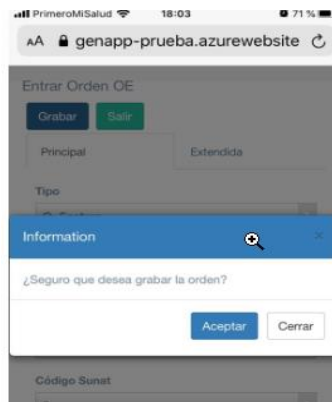 PrimeroMiSalud 18:03 71 %
AA genapp-prueba.azurewebsite
Entrar Orden OE
Grabar Salir
Principal Extendida
Tipo
Information ×
¿Seguro que desea grabar la orden?
Aceptar Cerrar
Código Sunat